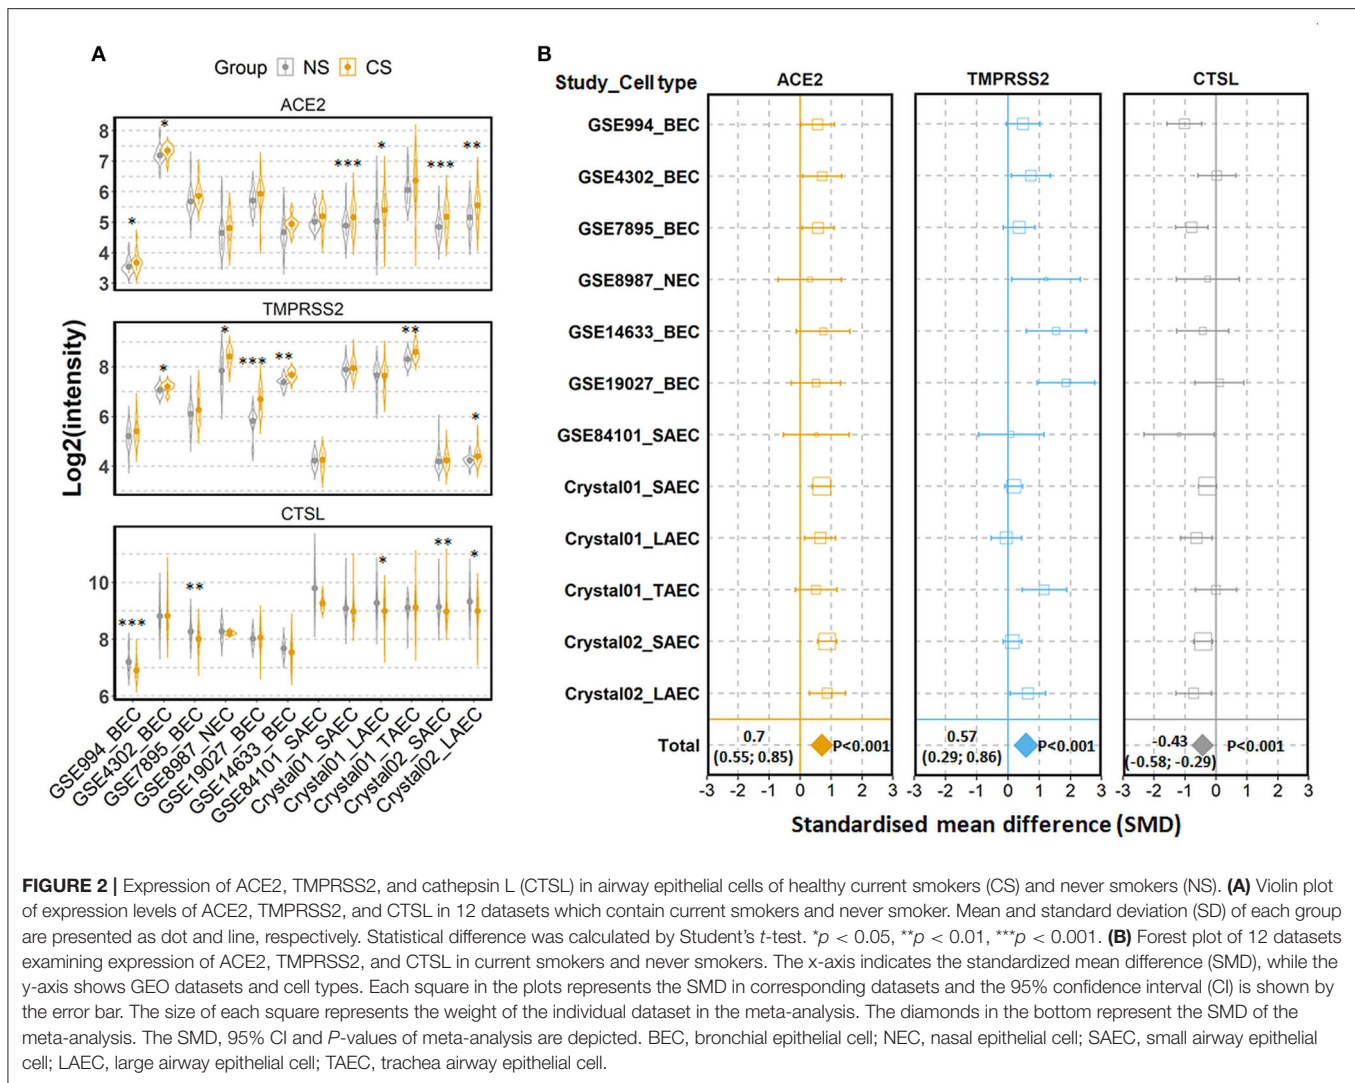 A
Group NS CS
ACE2
8
7
6
5
4
3
* * *** * *** **
TMPRSS2
8
6
4
* * *** ** ** *
CTSL
10
8
6
*** ** * ** *
Log2(intensity)
GSE994_BEC
GSE4302_BEC
GSE7895_BEC
GSE8987_NEC
GSE19027_BEC
GSE14633_BEC
GSE84101_SAEC
Crystal01_SAEC
Crystal01_LAEC
Crystal01_TAEC
Crystal02_SAEC
Crystal02_LAEC
B
Study_Cell type
ACE2 TMPRSS2 CTSL
GSE994_BEC
GSE4302_BEC
GSE7895_BEC
GSE8987_NEC
GSE14633_BEC
GSE19027_BEC
GSE84101_SAEC
Crystal01_SAEC
Crystal01_LAEC
Crystal01_TAEC
Crystal02_SAEC
Crystal02_LAEC
Total
0.7
(0.55; 0.85)
P<0.001
0.57
(0.29; 0.86)
P<0.001
-0.43
(-0.58; -0.29)
P<0.001
-3 -2 -1 0 1 2 3 -3 -2 -1 0 1 2 3 -3 -2 -1 0 1 2 3
Standardised mean difference (SMD)
FIGURE 2 | Expression of ACE2, TMPRSS2, and cathepsin L (CTSL) in airway epithelial cells of healthy current smokers (CS) and never smokers (NS). (A) Violin plot
of expression levels of ACE2, TMPRSS2, and CTSL in 12 datasets which contain current smokers and never smoker. Mean and standard deviation (SD) of each group
are presented as dot and line, respectively. Statistical difference was calculated by Student's t-test. *p < 0.05, **p < 0.01, ***p < 0.001. (B) Forest plot of 12 datasets
examining expression of ACE2, TMPRSS2, and CTSL in current smokers and never smokers. The x-axis indicates the standardized mean difference (SMD), while the
y-axis shows GEO datasets and cell types. Each square in the plots represents the SMD in corresponding datasets and the 95% confidence interval (CI) is shown by
the error bar. The size of each square represents the weight of the individual dataset in the meta-analysis. The diamonds in the bottom represent the SMD of the
meta-analysis. The SMD, 95% CI and P-values of meta-analysis are depicted. BEC, bronchial epithelial cell; NEC, nasal epithelial cell; SAEC, small airway epithelial
cell; LAEC, large airway epithelial cell; TAEC, trachea airway epithelial cell.